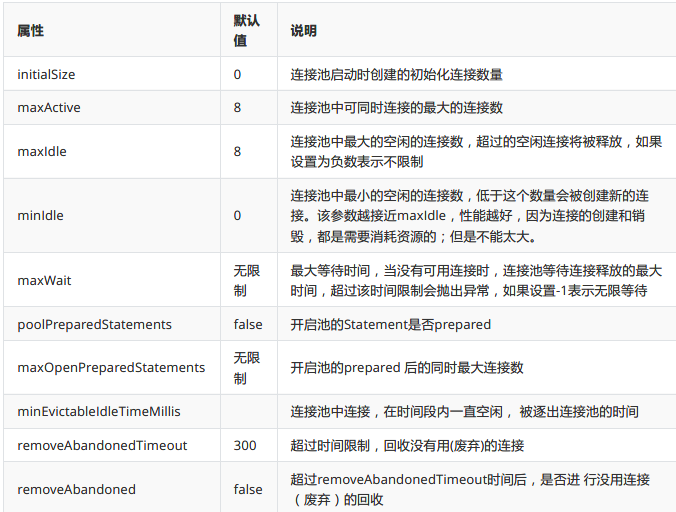 属性
默认
值
说明
initialSize
0
连接池启动时创建的初始化连接数量
maxActive
8
连接池中可同时连接的最大的连接数
maxIdle
8
连接池中最大的空闲的连接数，超过的空闲连接将被释放，如果
设置为负数表示不限制
minIdle
0
连接池中最小的空闲的连接数，低于这个数量会被创建新的连
接。该参数越接近maxIdle，性能越好，因为连接的创建和销
毁，都是需要消耗资源的；但是不能太大。
maxWait
无限
制
最大等待时间，当没有可用连接时，连接池等待连接释放的最大
时间，超过该时间限制会抛出异常，如果设置-1表示无限等待
poolPreparedStatements
false
开启池的Statement是否prepared
maxOpenPreparedStatements
无限
制
开启池的prepared 后的同时最大连接数
minEvictableIdleTimeMillis
连接池中连接，在时间段内一直空闲， 被逐出连接池的时间
removeAbandonedTimeout
300
超过时间限制，回收没有用(废弃)的连接
removeAbandoned
false
超过removeAbandonedTimeout时间后，是否进 行没用连接
（废弃）的回收